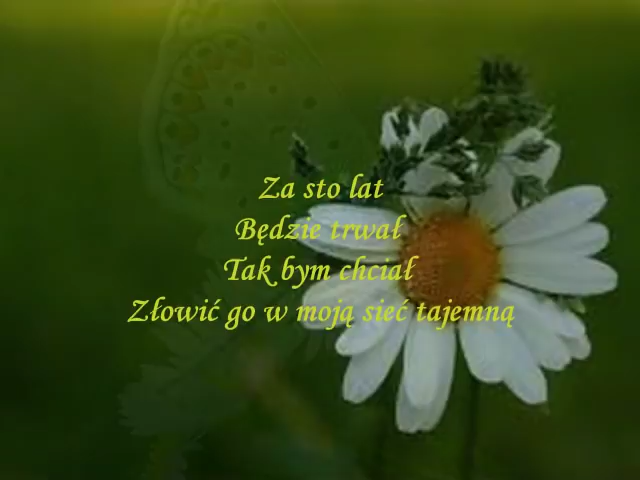 Za sto lat
Będzie trwał
Tak bym chciał
Złowić go w moją sieć tajemną